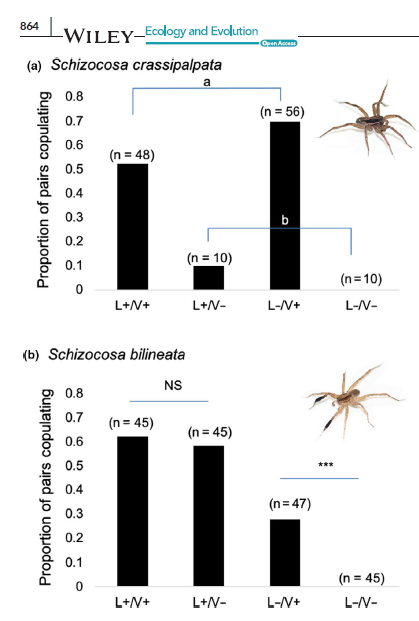 864
WILEY
Ecology and Evolution
Open Access
(a) Schizocosa crassipalpata
Proportion of pairs copulating
0.8
0.7
0.6
0.5
0.4
0.3
0.2
0.1
0
a
(n = 48)
(n = 56)
b
(n = 10)
(n=10)
L+/V+ L+/V− L−/V+ L−/V−
(b) Schizocosa bilineata
Proportion of pairs copulating
0.8
0.7
0.6
0.5
0.4
0.3
0.2
0.1
0
NS
(n = 45)
(n = 45)
***
(n= 47)
(n = 45)
L+/V+ L+/V− L−/V+ L−/V−